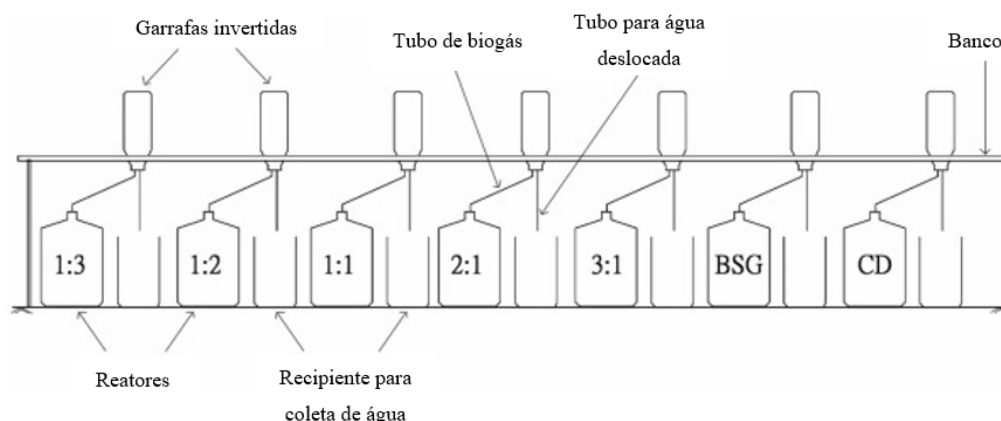 Garrafas invertidas
Tubo de biogás
Tubo para água
deslocada
Banco
1:3
1:2
1:1
2:1
3:1
BSG
CD
Reatores
Recipiente para
coleta de água